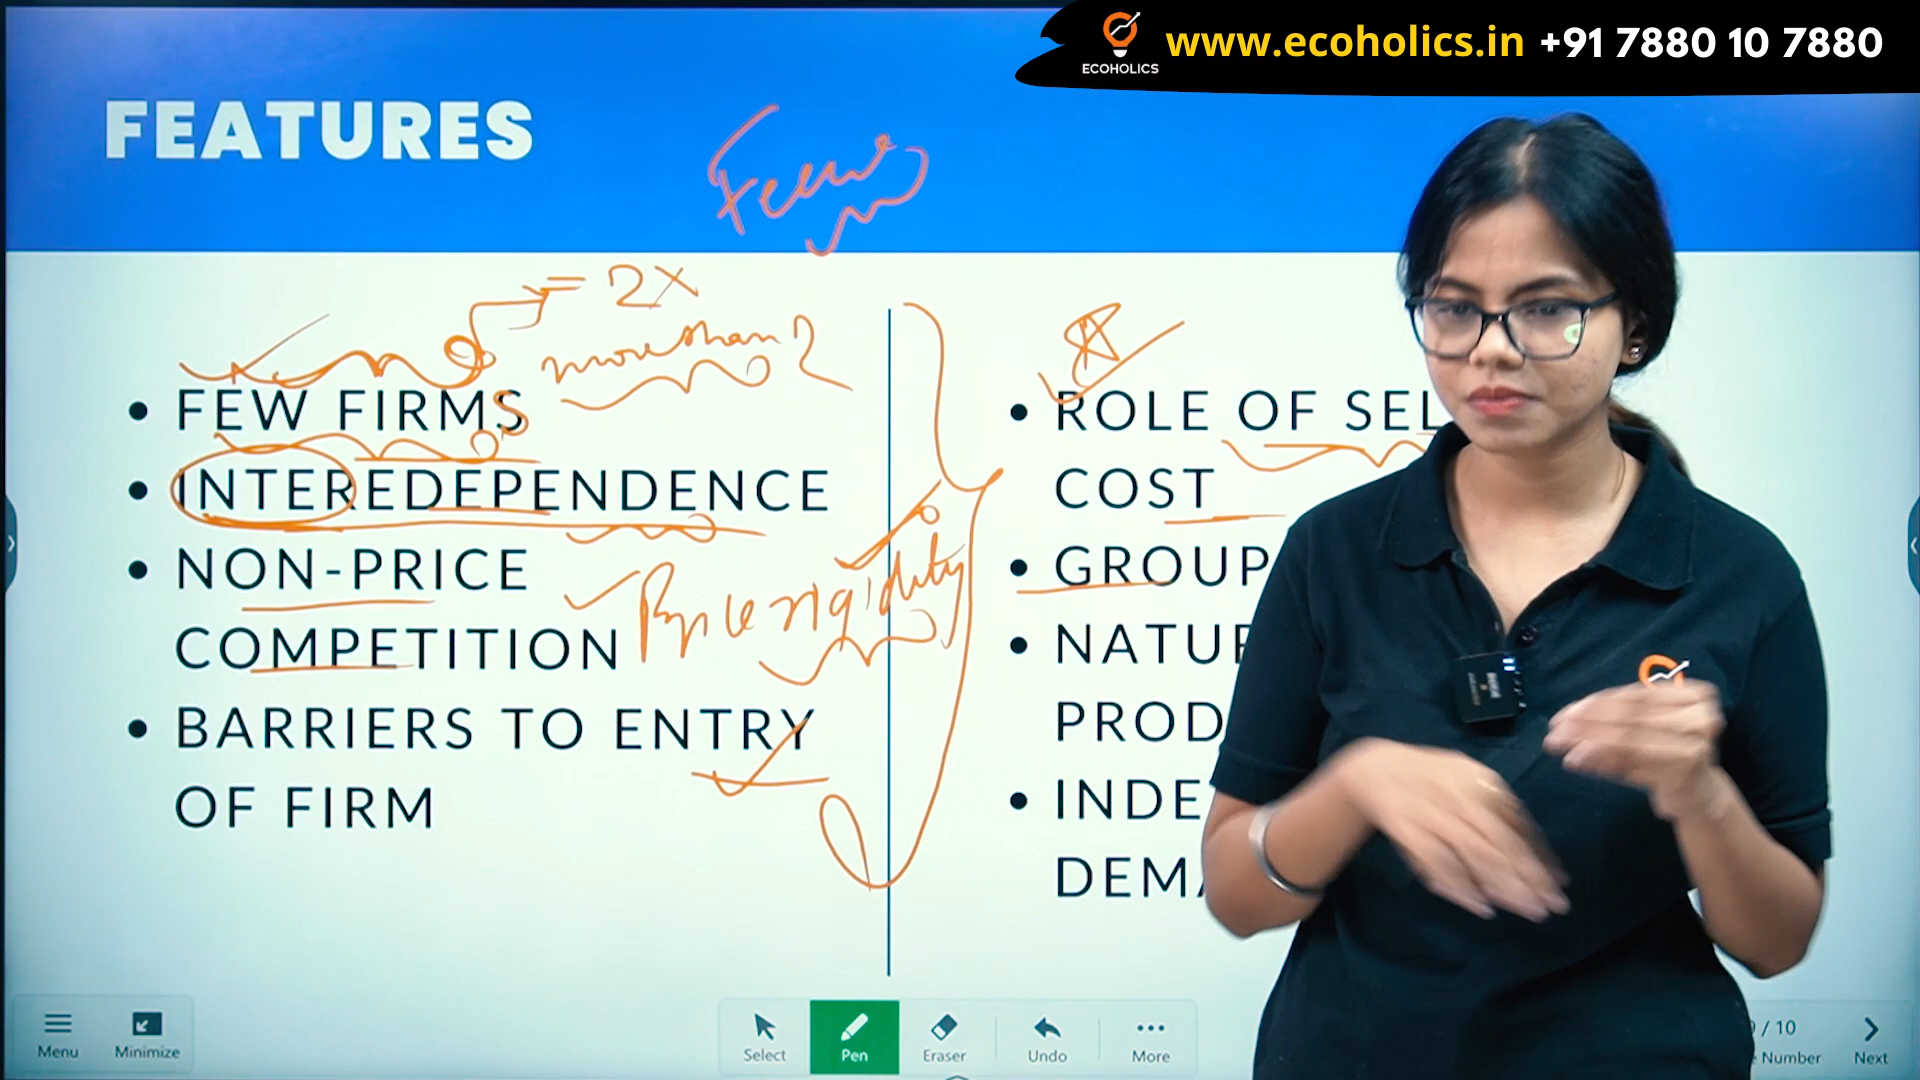 ECOHOLICS
www.ecoholics.in +91 7880 10 7880
FEATURES
Few
= 2X
more than 2
• FEW FIRMS
• INTEREDEPENDENCE
• NON-PRICE
COMPETITION
Price rigidity
• BARRIERS TO ENTRY
OF FIRM
• ROLE OF SEL
COST
• GROUP
• NATU
PROD
• INDE
DEM
Menu
Minimize
Select
Pen
Eraser
Undo
More
/ 10
Number
Next